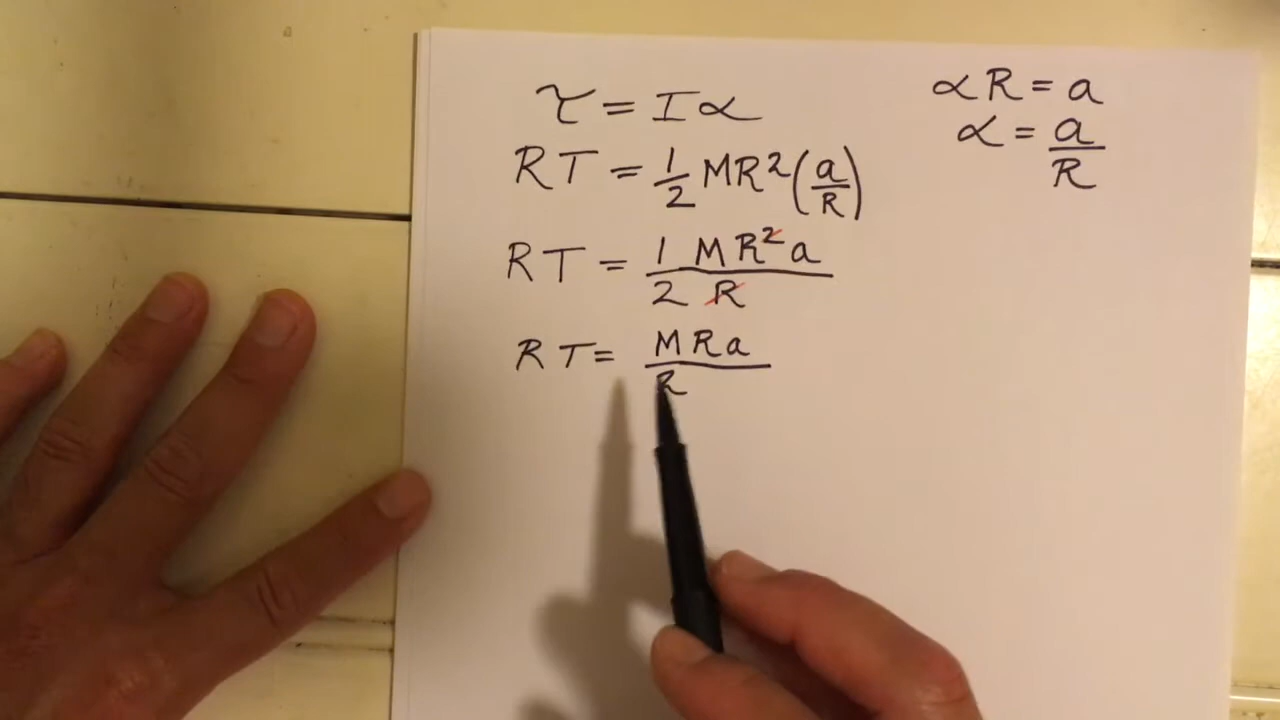 τ = Iα
RT = 1/2 MR²(a/R)
RT = 1 MR²a / 2 R
RT = MRa / R
αR = a
α = a/R